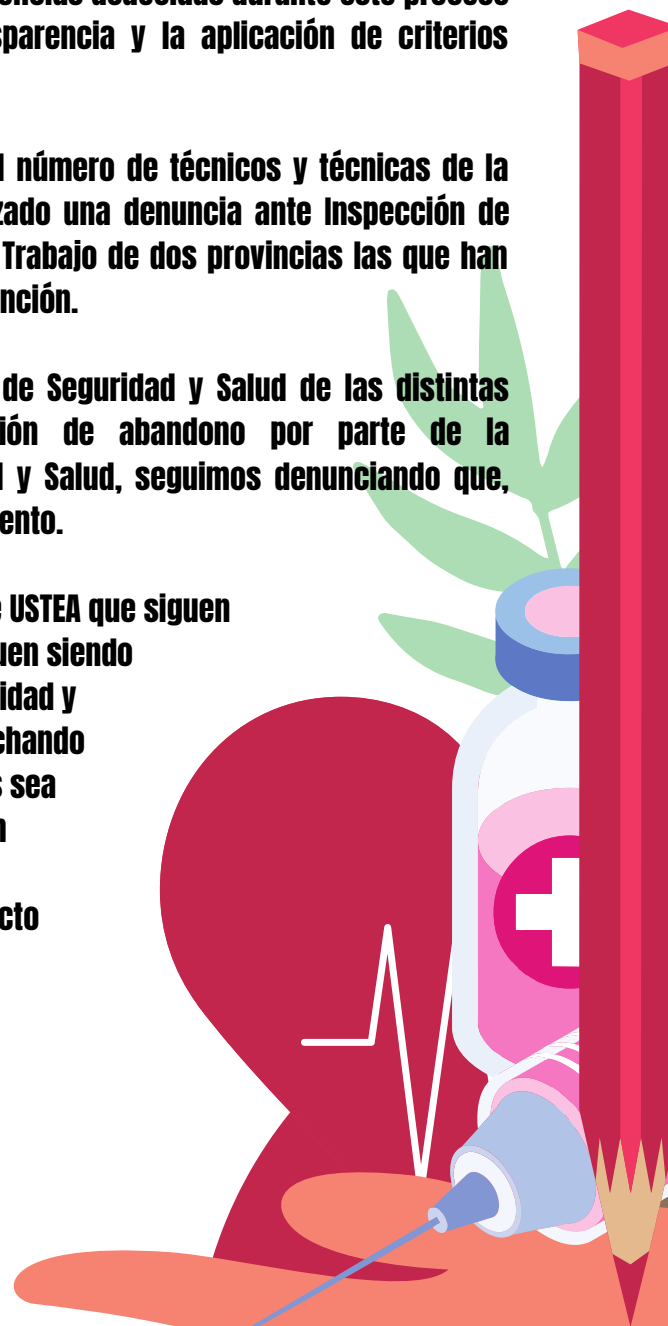 sparencia y la aplicación de criterios
número de técnicos y técnicas de la
zado una denuncia ante Inspección de
Trabajo de dos provincias las que han
nción.
de Seguridad y Salud de las distintas
ión de abandono por parte de la
y Salud, seguimos denunciando que,
ento.
USTEA que siguen
uen siendo
idad y
chando
sea
cto